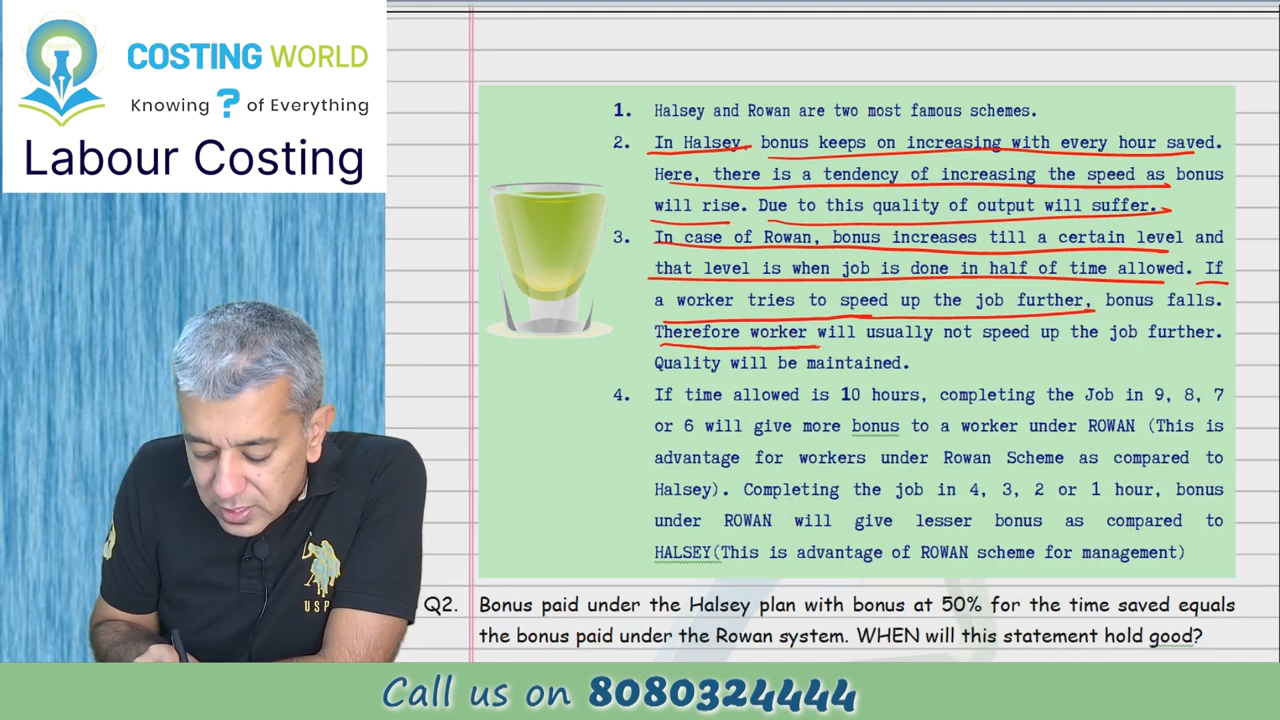 COSTING WORLD
Knowing ? of Everything
Labour Costing
1. Halsey and Rowan are two most famous schemes.
2. In Halsey, bonus keeps on increasing with every hour saved.
Here, there is a tendency of increasing the speed as bonus
will rise. Due to this quality of output will suffer.
3. In case of Rowan, bonus increases till a certain level and
that level is when job is done in half of time allowed. If
a worker tries to speed up the job further, bonus falls.
Therefore worker will usually not speed up the job further.
Quality will be maintained.
4. If time allowed is 10 hours, completing the Job in 9, 8, 7
or 6 will give more bonus to a worker under ROWAN (This is
advantage for workers under Rowan Scheme as compared to
Halsey). Completing the job in 4, 3, 2 or 1 hour, bonus
under ROWAN will give lesser bonus as compared to
HALSEY(This is advantage of ROWAN scheme for management)
Q2. Bonus paid under the Halsey plan with bonus at 50% for the time saved equals
the bonus paid under the Rowan system. WHEN will this statement hold good?
USP
Call us on 8080324444